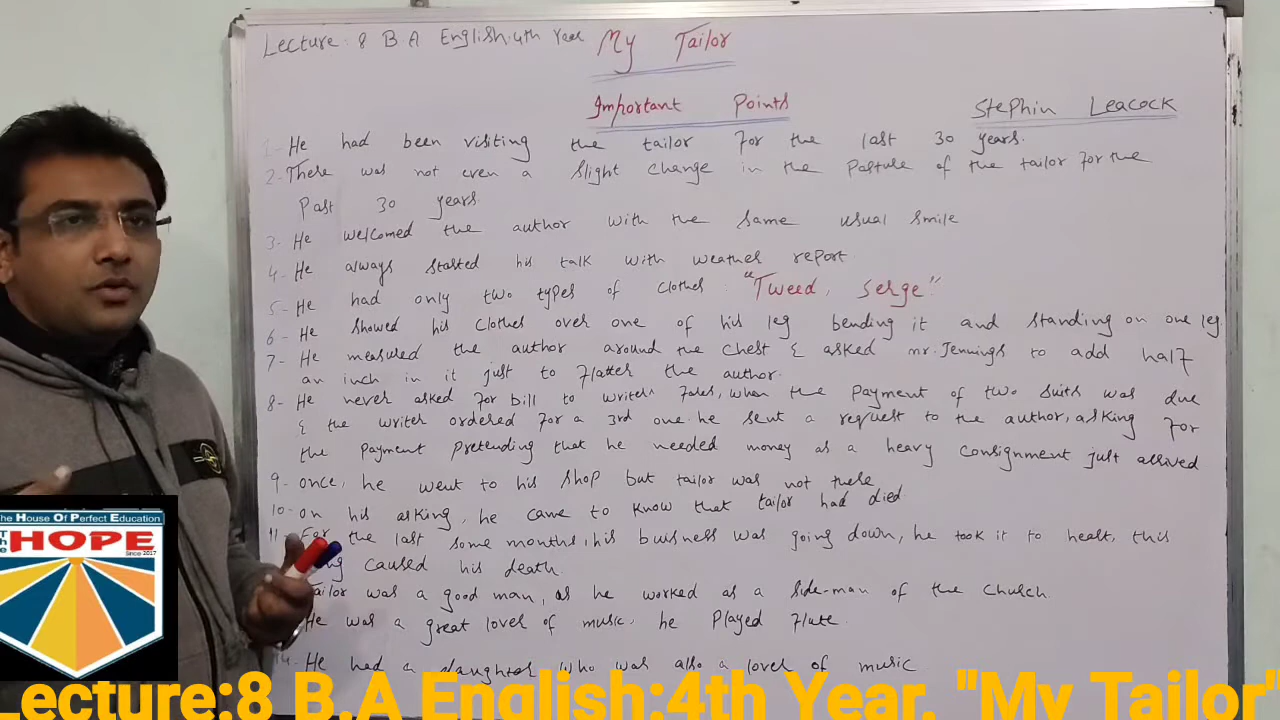 Lecture: 8 B.A English:4th Year My Tailor
Important Points
Stephin Leacock
1- He had been visiting the tailor for the last 30 years.
2- There was not even a slight change in the Pasture of the tailor for the
Past 30 years.
3- He welcomed the author with the same usual smile
4- He always started his talk with weather report.
5- He had only two types of clothes: "Tweed, Serge".
6- He showed his clothes over one of his leg bending it and standing on one leg.
7- He measured the author around the chest & asked mr. Jennings to add half
an inch in it just to flatter the author.
8- He never asked for bill to writer, when the Payment of two suits was due
& the writer ordered for a 3rd one. he sent a request to the author, asking for
the payment pretending that he needed money as a heavy consignment just arrived
9- once, he went to his shop but tailor was not there
10- on his asking, he came to know that tailor had died.
11- For the last some months, his buisness was going down, he took it to heart, this
caused his death.
tailor was a good man, as he worked as a side-man of the church.
He was a great lover of music. he played flute.
14- He had a daughter who was also a lover of music
The House Of Perfect Education
The
HOPE
Since 2017
Lecture:8 B.A English:4th Year. "My Tailor"